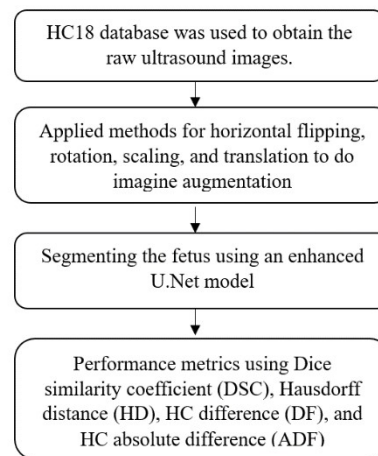 HC18 database was used to obtain the
raw ultrasound images.
Applied methods for horizontal flipping,
rotation, scaling, and translation to do
imagine augmentation
Segmenting the fetus using an enhanced
U.Net model
Performance metrics using Dice
similarity coefficient (DSC), Hausdorff
distance (HD), HC difference (DF), and
HC absolute difference (ADF)